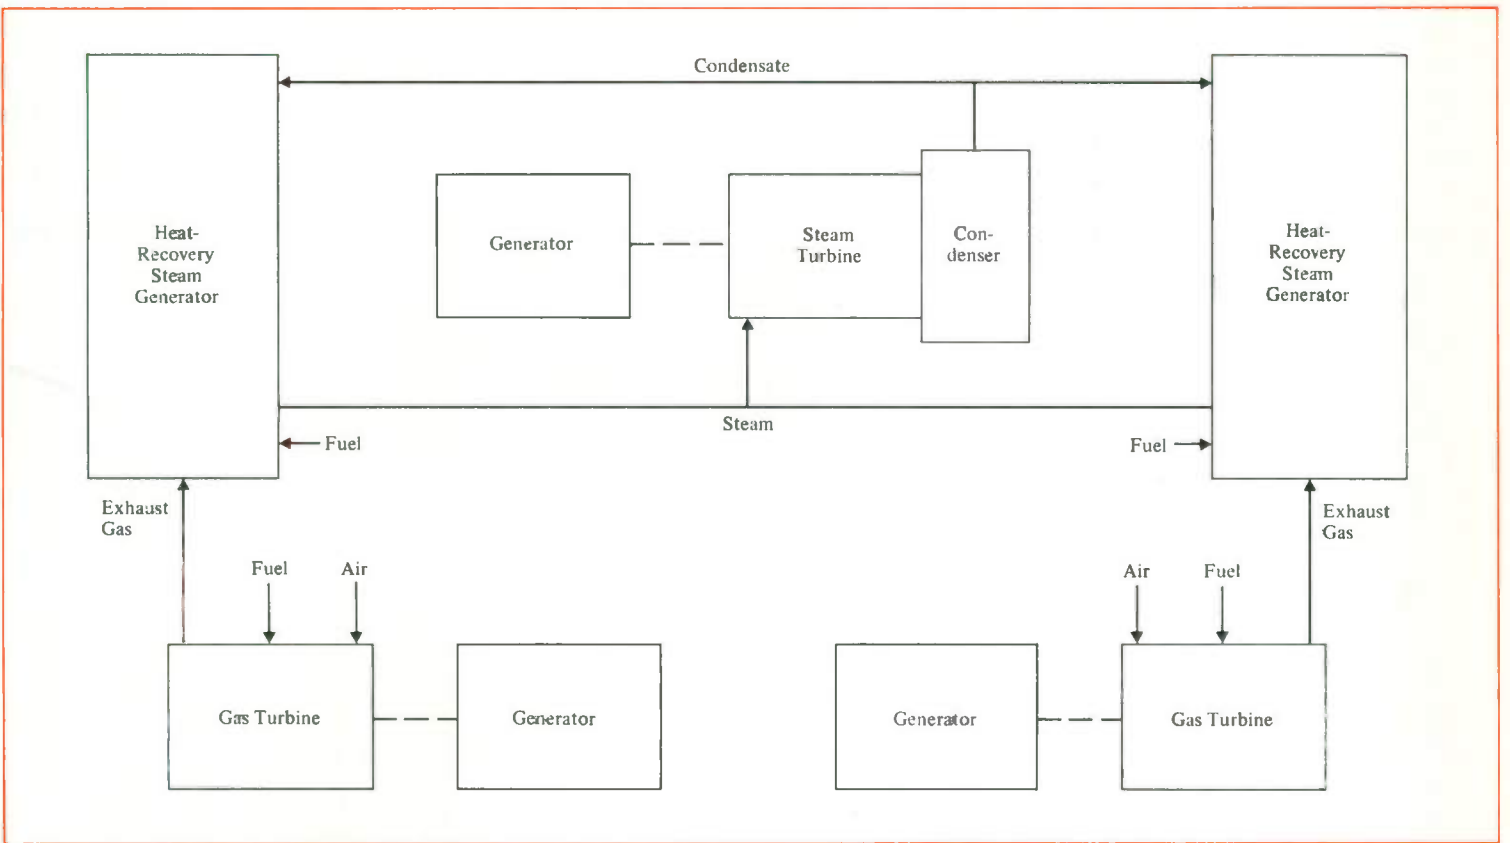 Condensate
Heat-
Recovery
Steam
Generator
Generator
Steam
Turbine
Con-
denser
Heat-
Recovery
Steam
Generator
Steam
Fuel
Fuel
Exhaust
Gas
Exhaust
Gas
Fuel
Air
Air
Fuel
Gas Turbine
Generator
Generator
Gas Turbine